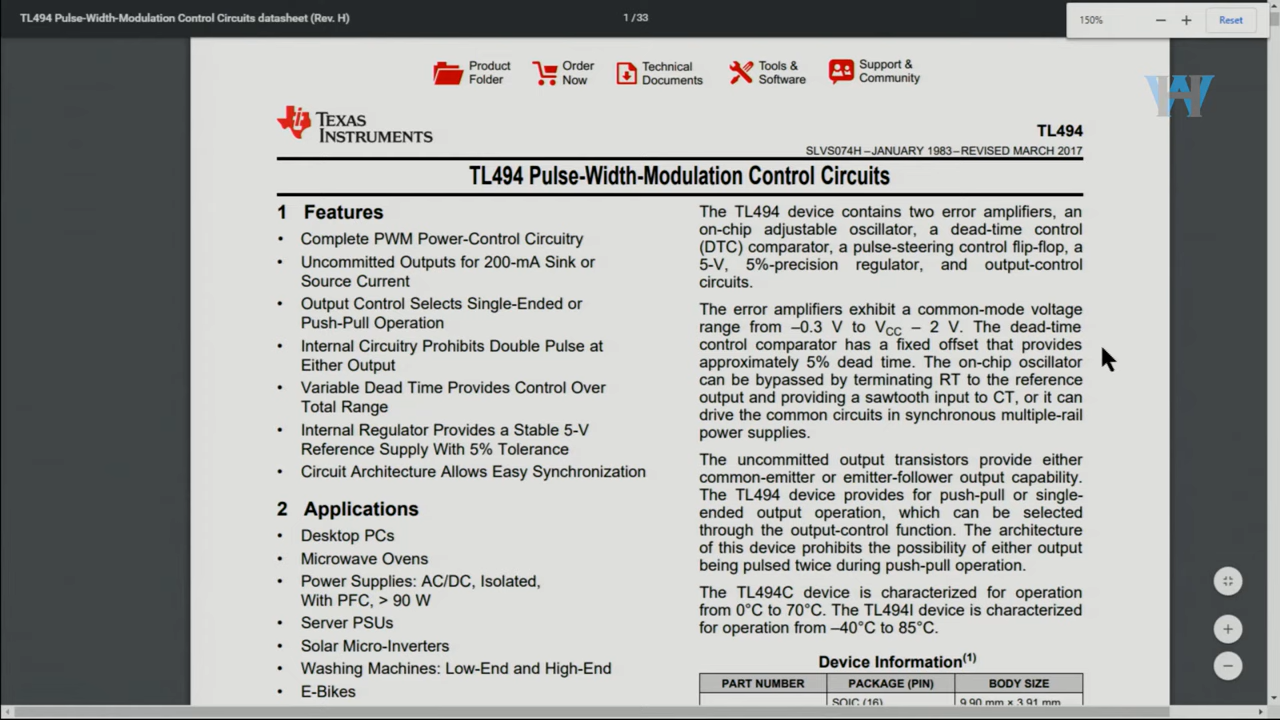 TL494 Pulse-Width-Modulation Control Circuits datasheet (Rev. H)
1 / 33
150%
Reset
Product
Folder
Order
Now
Technical
Documents
Tools &
Software
Support &
Community
TEXAS
INSTRUMENTS
TL494
SLVS074H –JANUARY 1983–REVISED MARCH 2017
TL494 Pulse-Width-Modulation Control Circuits
1 Features
• Complete PWM Power-Control Circuitry
• Uncommitted Outputs for 200-mA Sink or
Source Current
• Output Control Selects Single-Ended or
Push-Pull Operation
• Internal Circuitry Prohibits Double Pulse at
Either Output
• Variable Dead Time Provides Control Over
Total Range
• Internal Regulator Provides a Stable 5-V
Reference Supply With 5% Tolerance
• Circuit Architecture Allows Easy Synchronization
2 Applications
• Desktop PCs
• Microwave Ovens
• Power Supplies: AC/DC, Isolated,
With PFC, > 90 W
• Server PSUs
• Solar Micro-Inverters
• Washing Machines: Low-End and High-End
• E-Bikes
The TL494 device contains two error amplifiers, an
on-chip adjustable oscillator, a dead-time control
(DTC) comparator, a pulse-steering control flip-flop, a
5-V, 5%-precision regulator, and output-control
circuits.
The error amplifiers exhibit a common-mode voltage
range from –0.3 V to VCC – 2 V. The dead-time
control comparator has a fixed offset that provides
approximately 5% dead time. The on-chip oscillator
can be bypassed by terminating RT to the reference
output and providing a sawtooth input to CT, or it can
drive the common circuits in synchronous multiple-rail
power supplies.
The uncommitted output transistors provide either
common-emitter or emitter-follower output capability.
The TL494 device provides for push-pull or single-
ended output operation, which can be selected
through the output-control function. The architecture
of this device prohibits the possibility of either output
being pulsed twice during push-pull operation.
The TL494C device is characterized for operation
from 0°C to 70°C. The TL494I device is characterized
for operation from –40°C to 85°C.
Device Information(1)
PART NUMBER PACKAGE (PIN) BODY SIZE
SOIC (16) 9.90 mm × 3.91 mm